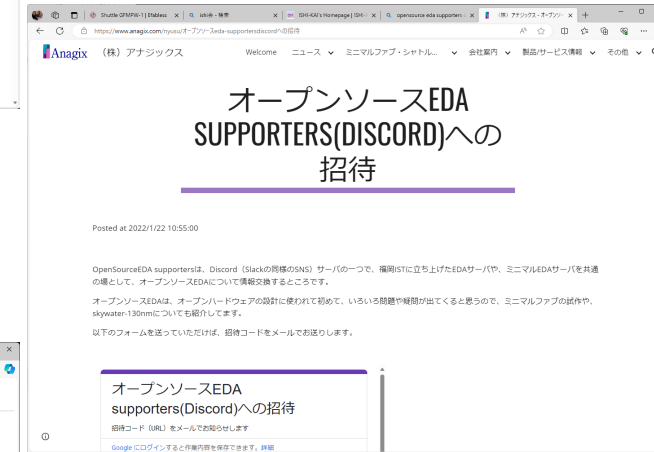 Shuttle GFMPW-1 | Efabless
ishi会 - 検索
ISHI-KAI's Homepage | ISHI-
opensource eda supporters
(株) アナジックス - オープンソー
https://www.anagix.com/nyusu/オープンソースeda-supportersdiscordへの招待
Anagix (株) アナジックス
Welcome ニュース ミニマルファブ・シャトル... 会社案内 製品/サービス情報 その他
オープンソースEDA
SUPPORTERS(DISCORD)への
招待
Posted at 2022/1/22 10:55:00
OpenSourceEDA supportersは、Discord（Slackの同様のSNS）サーバの一つで、福岡ISTに立ち上げたEDAサーバや、ミニマルEDAサーバを共通
の場として、オープンソースEDAについて情報交換するところです。
オープンソースEDAは、オープンハードウェアの設計に使われて初めて、いろいろ問題や疑問が出てくると思うので、ミニマルファブの試作や、
skywater-130nmについても紹介してます。
以下のフォームを送っていただけば、招待コードをメールでお送りします。
オープンソースEDA
supporters(Discord)への招待
招待コード（URL）をメールでお知らせします
Google にログインすると作業内容を保存できます。詳細